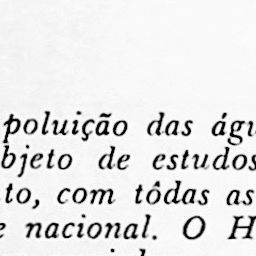 poluição das águ
bjeto de estudos
to, com tôdas as
e nacional. O H